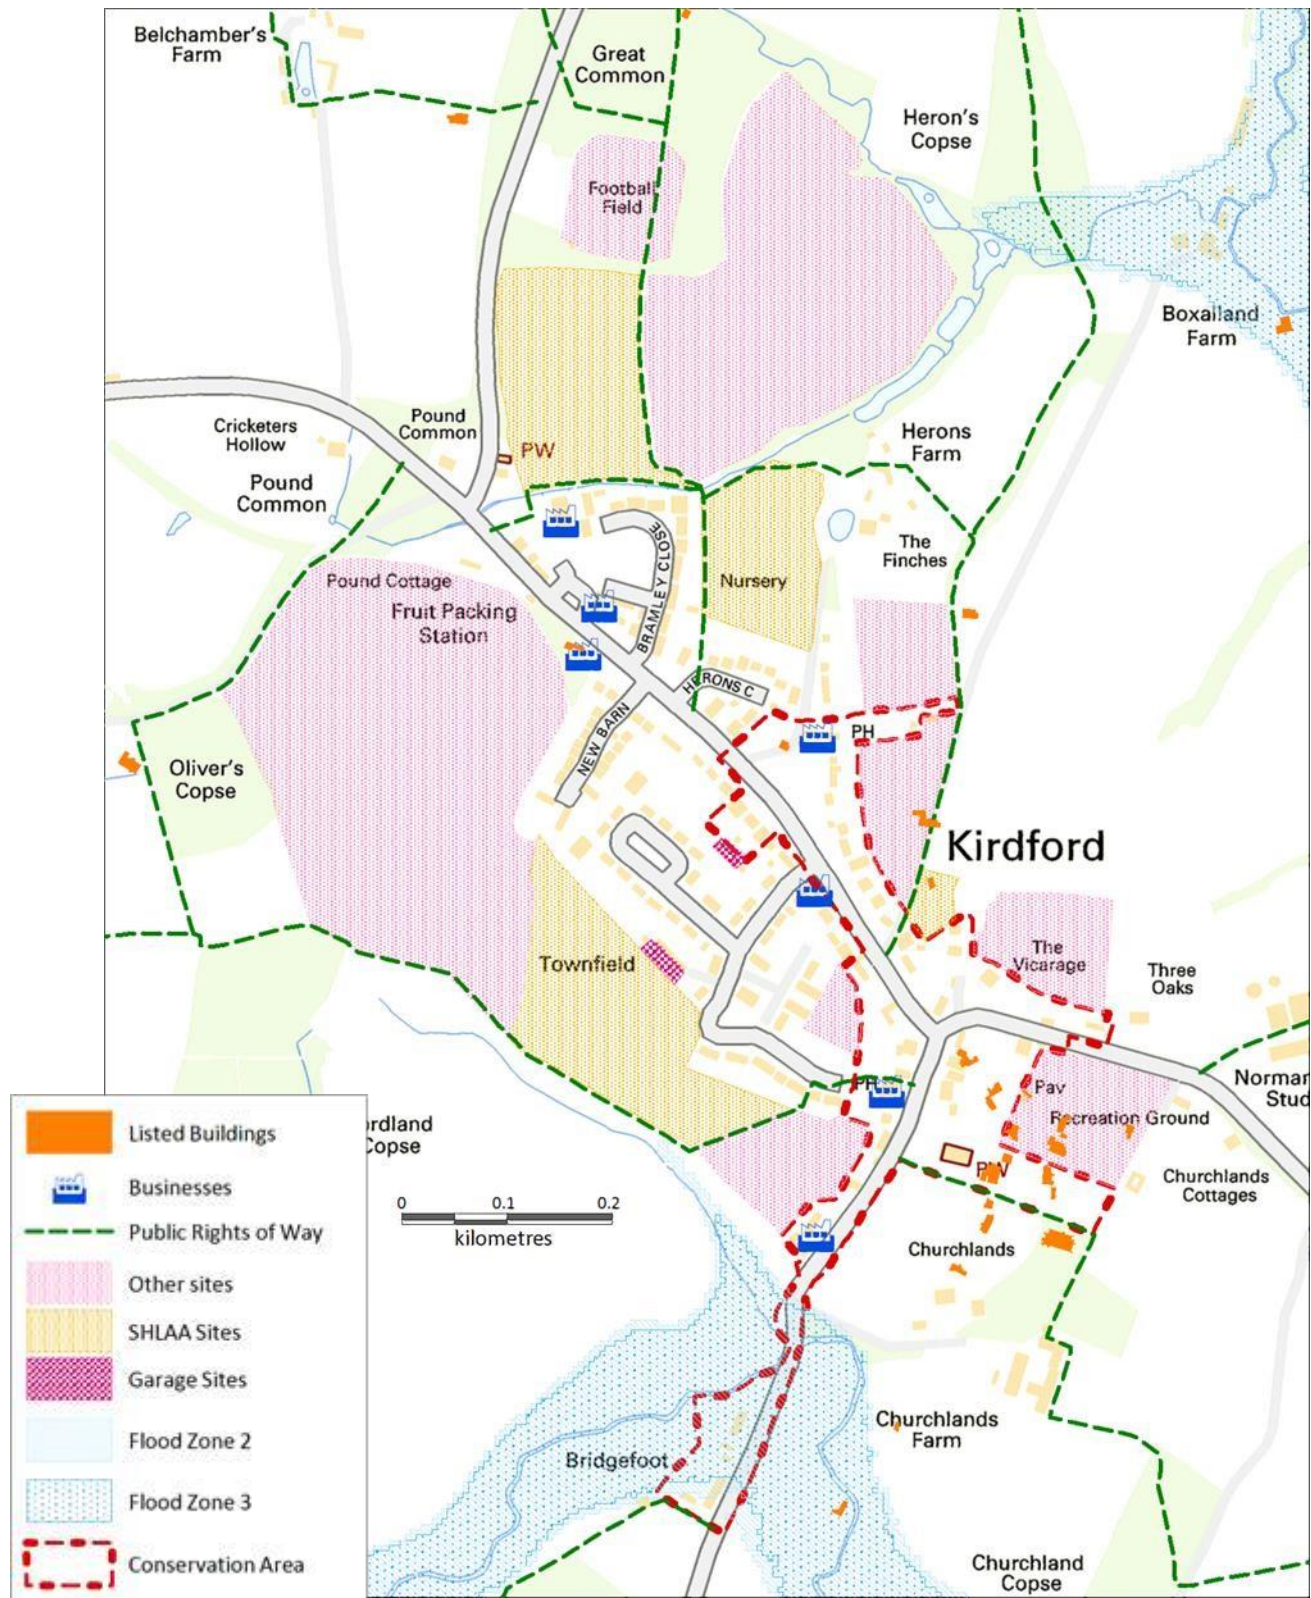 Belchamber's
Farm
Great
Common
Heron's
Copse
Football
Field
Boxalland
Farm
Cricketers
Hollow
Pound
Common
PW
Herons
Farm
Pound
Common
The
Finches
Pound Cottage
Fruit Packing
Station
BRAMLEY CLOSE
Nursery
HERONS C
NEW BARN
PH
Oliver's
Copse
Kirdford
Townfield
The
Vicarage
Three
Oaks
PH
Pav
Recreation Ground
Norman
Stud
rdland
Copse
PW
Churchlands
Cottages
0 0.1 0.2
kilometres
Churchlands
Bridgefoot
Churchlands
Farm
Churchland
Copse
Listed Buildings
Businesses
Public Rights of Way
Other sites
SHLAA Sites
Garage Sites
Flood Zone 2
Flood Zone 3
Conservation Area